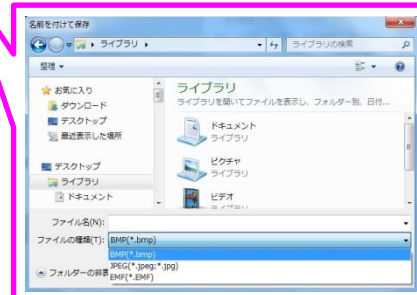 名前を付けて保存
ライブラリ
ライブラリの検索
整理
お気に入り
ダウンロード
デスクトップ
最近表示した場所
デスクトップ
ライブラリ
ドキュメント
ライブラリ
ライブラリを開いてファイルを表示し、フォルダー別、日付...
ドキュメント
ライブラリ
ピクチャ
ライブラリ
ビデオ
ファイル名(N):
ファイルの種類(T): BMP(*.bmp)
BMP(*.bmp)
JPEG(*.jpeg;*.jpg)
EMF(*.EMF)
フォルダーの非表